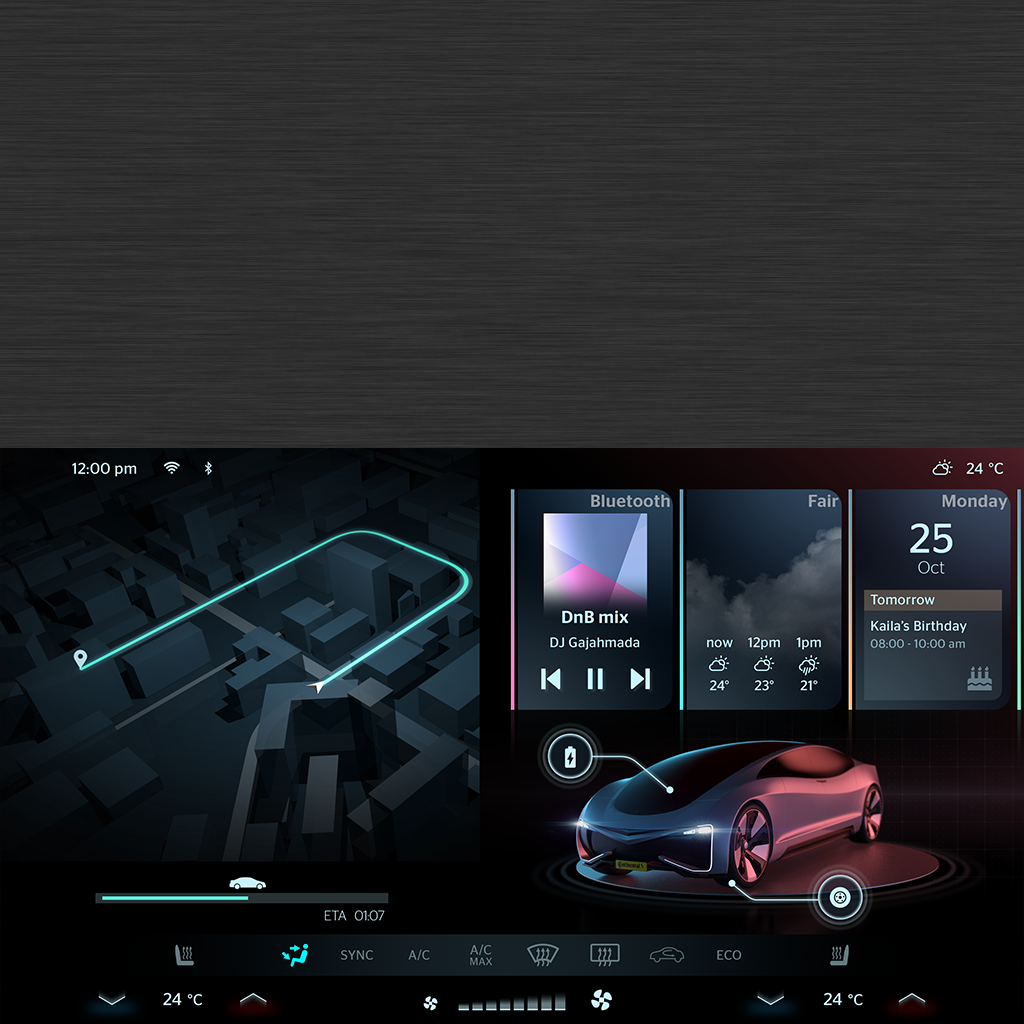 12:00 pm
24 °C
Bluetooth
DnB mix
DJ Gajahmada
Fair
now 12pm 1pm
24° 23° 21°
Monday
25
Oct
Tomorrow
Kaila's Birthday
08:00 - 10:00 am
Continental
ETA 01:07
SYNC
A/C
A/C
MAX
ECO
24 °C
24 °C